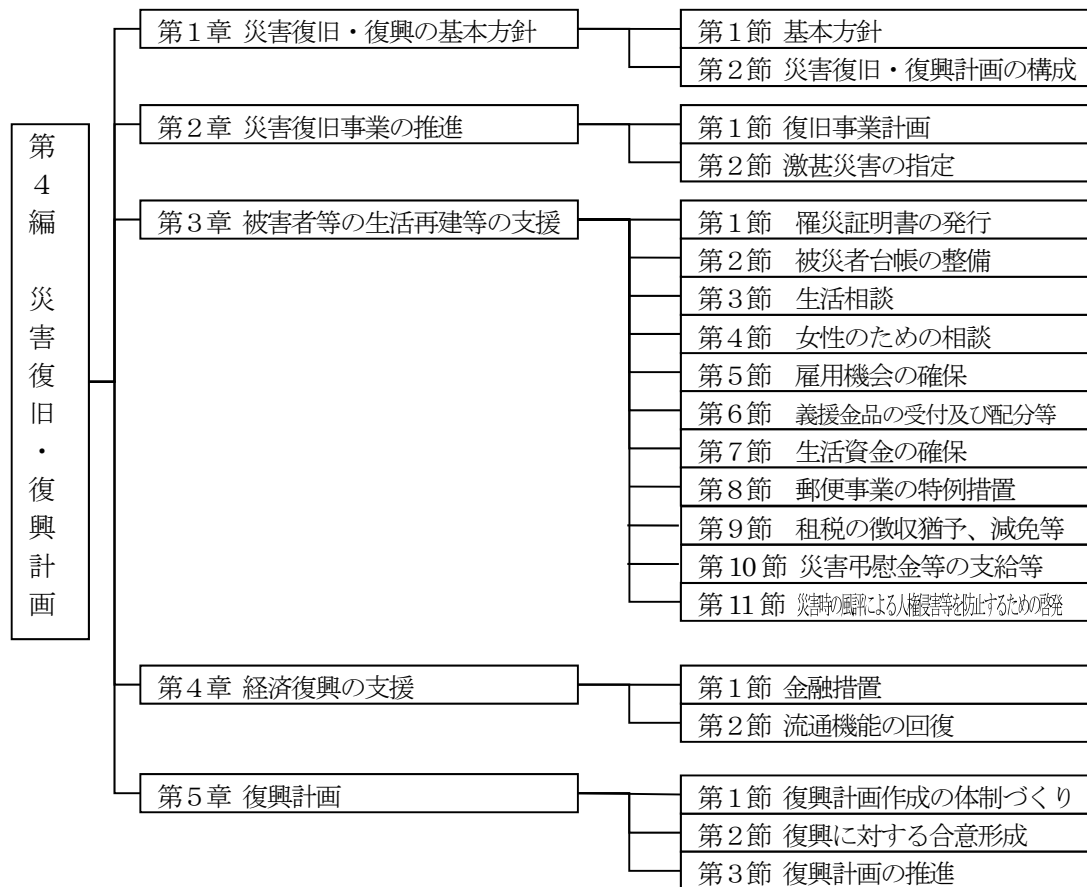 第４編　災害復旧・復興計画
第１章 災害復旧・復興の基本方針
第１節 基本方針
第２節 災害復旧・復興計画の構成
第２章 災害復旧事業の推進
第１節 復旧事業計画
第２節 激甚災害の指定
第３章 被害者等の生活再建等の支援
第１節　罹災証明書の発行
第２節　被災者台帳の整備
第３節　生活相談
第４節　女性のための相談
第５節　雇用機会の確保
第６節　義援金品の受付及び配分等
第７節　生活資金の確保
第８節　郵便事業の特例措置
第９節　租税の徴収猶予、減免等
第10節 災害弔慰金等の支給等
第11節 災害時の風評による人権侵害等を防止するための啓発
第４章 経済復興の支援
第１節 金融措置
第２節 流通機能の回復
第５章 復興計画
第１節 復興計画作成の体制づくり
第２節 復興に対する合意形成
第３節 復興計画の推進